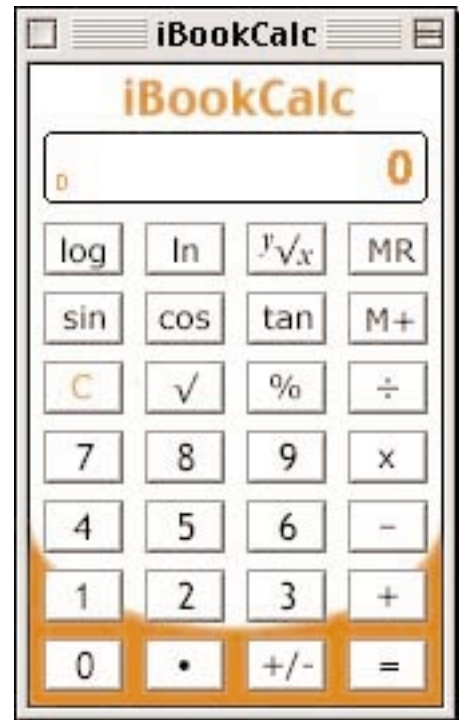 iBookCalc
iBookCalc
D 0
log ln y√x MR
sin cos tan M+
C √ % ÷
7 8 9 x
4 5 6 -
1 2 3 +
0 • +/- =